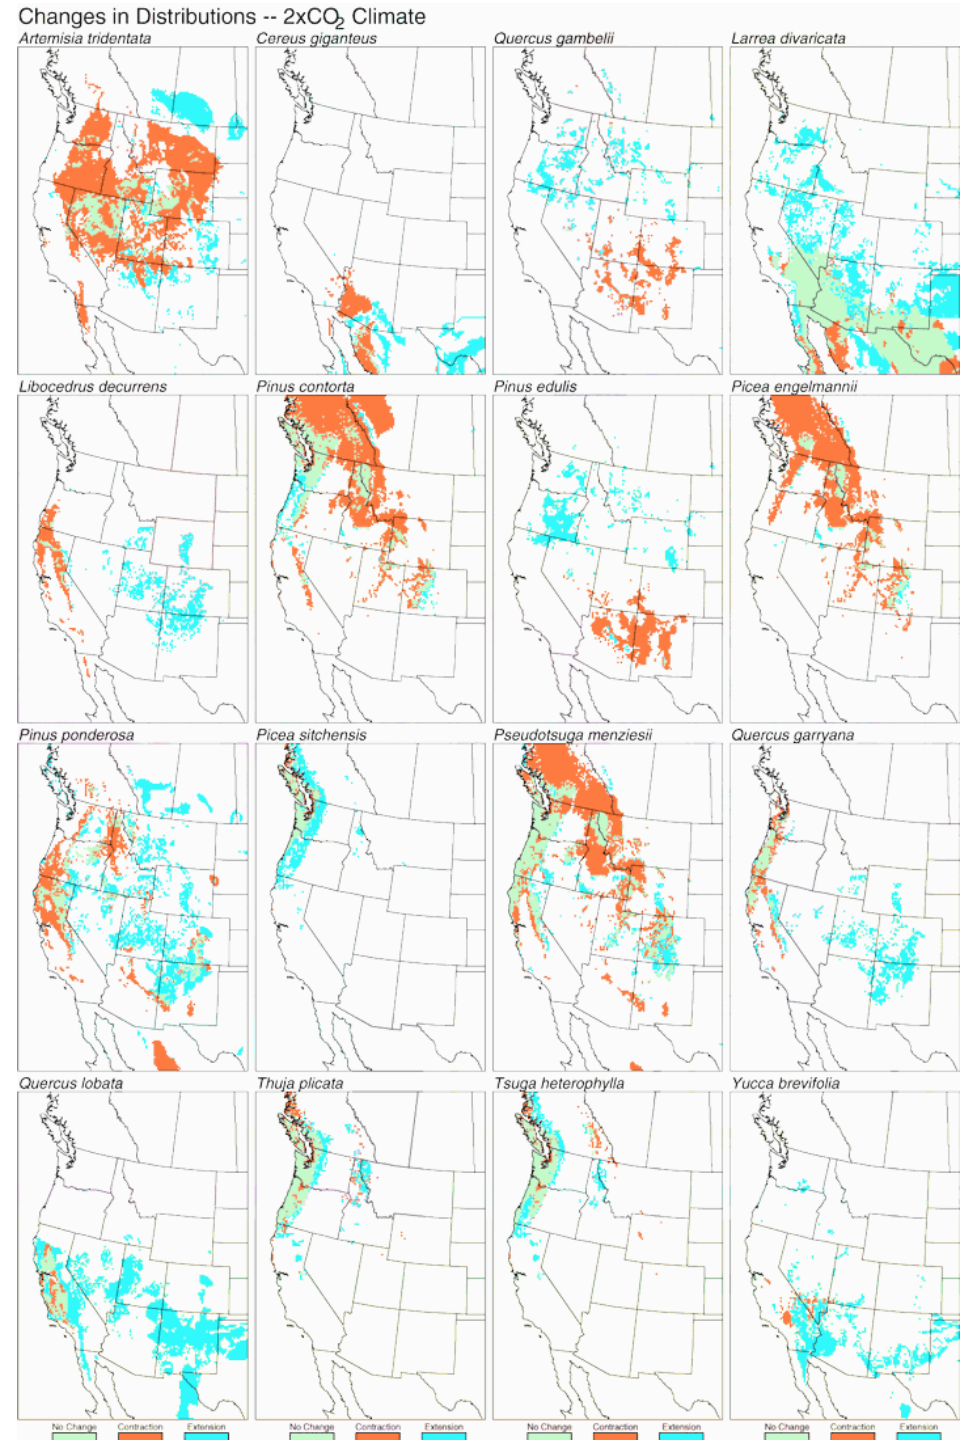 Changes in Distributions -- 2xCO2 Climate
Artemisia tridentata Cereus giganteus Quercus gambelii Larrea divaricata
Libocedrus decurrens Pinus contorta Pinus edulis Picea engelmannii
Pinus ponderosa Picea sitchensis Pseudotsuga menziesii Quercus garryana
Quercus lobata Thuja plicata Tsuga heterophylla Yucca brevifolia
No Change Contraction Extension No Change Contraction Extension No Change Contraction Extension No Change Contraction Extension